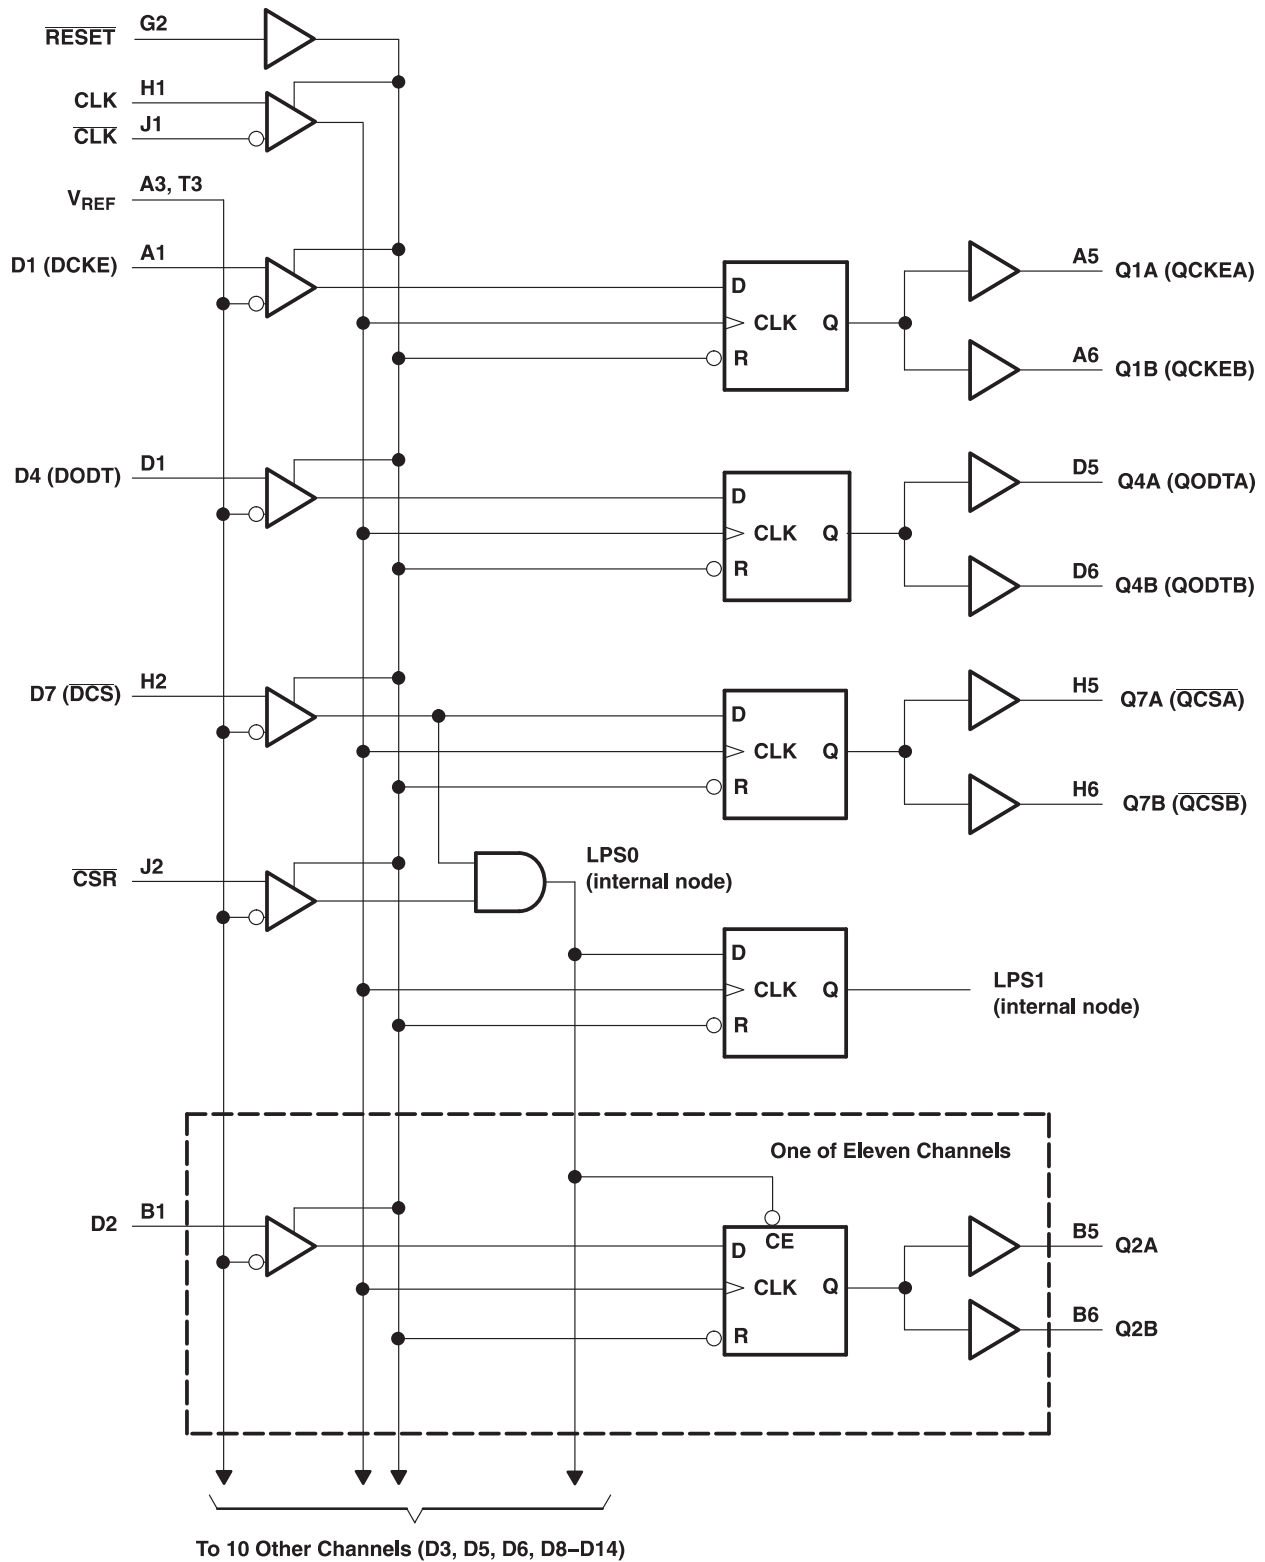 G2
RESET
H1
CLK
J1
CLK
A3, T3
VREF
A1
D1 (DCKE)
D
CLK Q
R
A5
Q1A (QCKEA)
A6
Q1B (QCKEB)
D1
D4 (DODT)
D
CLK Q
R
D5
Q4A (QODTA)
D6
Q4B (QODTB)
H2
D7 (DCS)
D
CLK Q
R
H5
Q7A (QCSA)
H6
Q7B (QCSB)
J2
CSR
LPS0
(internal node)
D
CLK Q
R
LPS1
(internal node)
One of Eleven Channels
B1
D2
CE
D
CLK Q
R
B5
Q2A
B6
Q2B
To 10 Other Channels (D3, D5, D6, D8–D14)